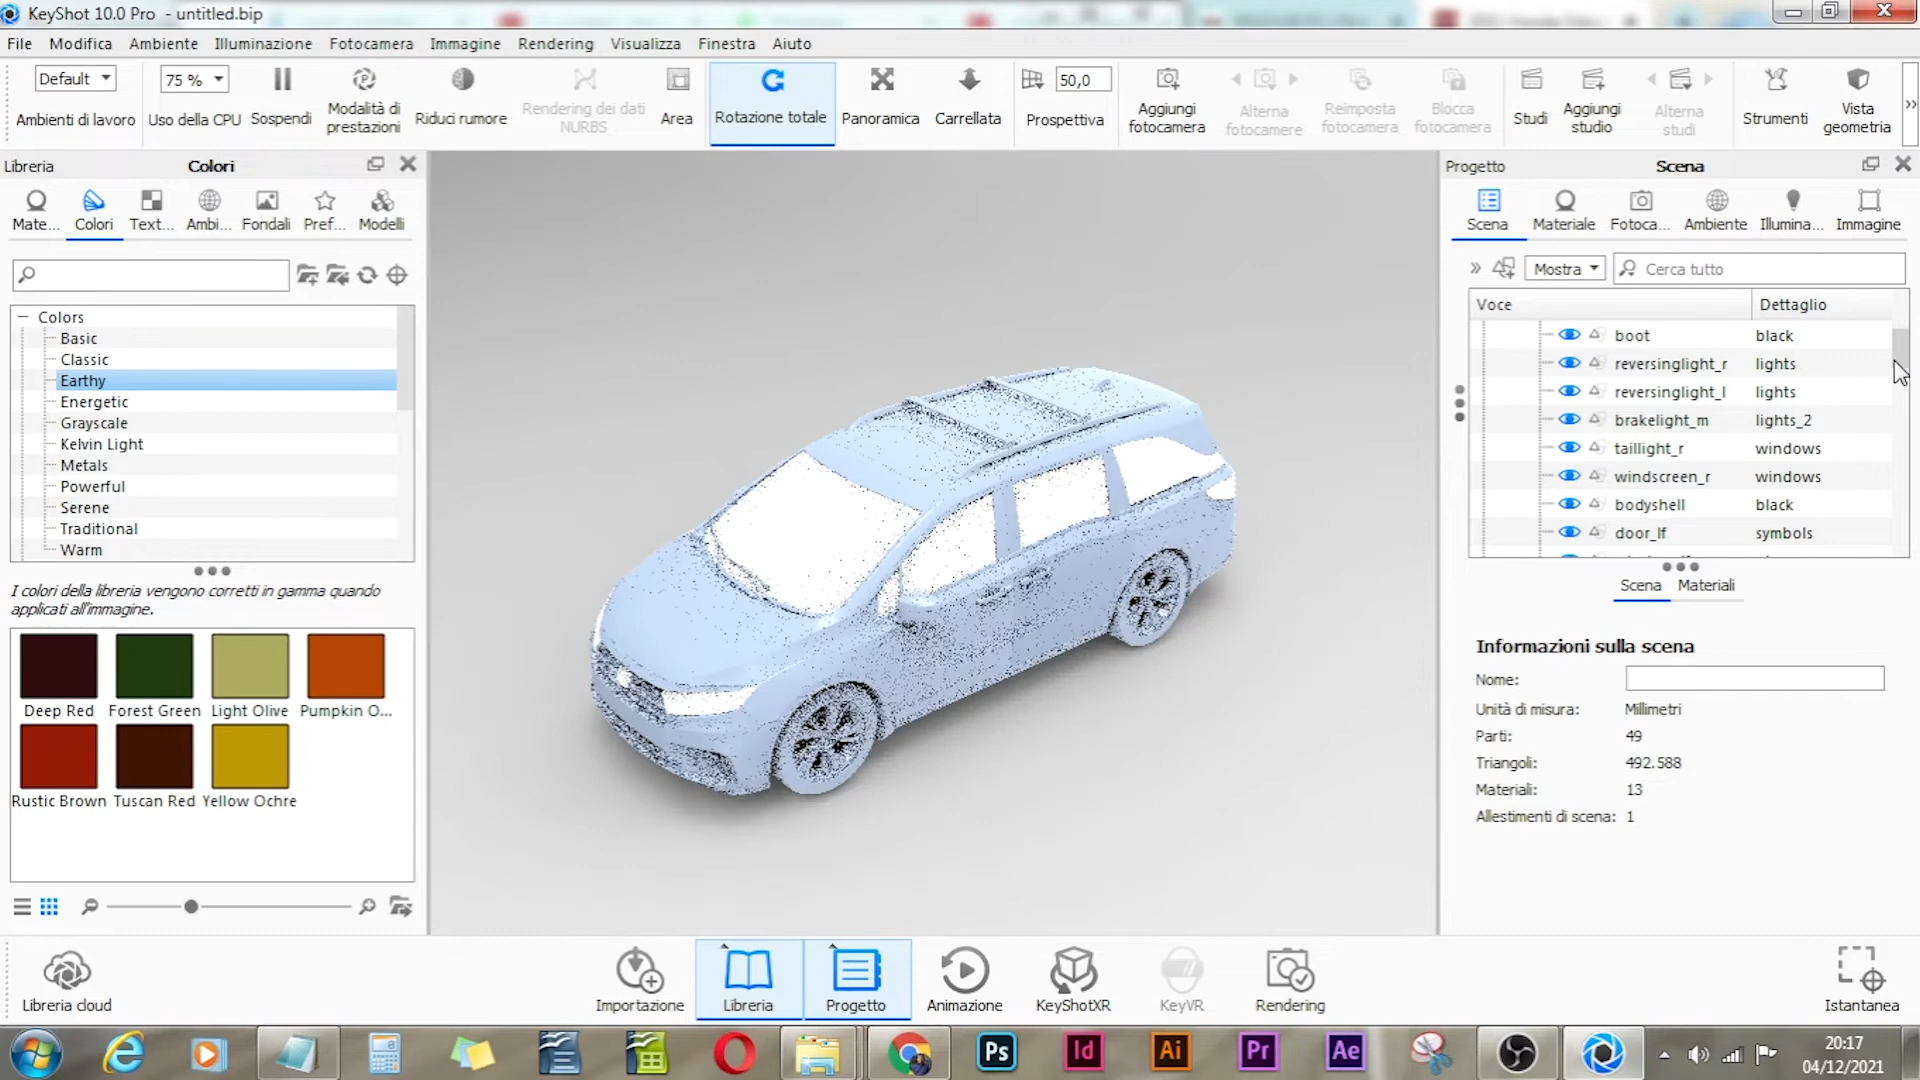 KeyShot 10.0 Pro - untitled.bip
File Modifica Ambiente Illuminazione Fotocamera Immagine Rendering Visualizza Finestra Aiuto
Default
Ambienti di lavoro
75 %
Uso della CPU
Sospendi
Modalità di prestazioni
Riduci rumore
Rendering dei dati NURBS
Area
Rotazione totale
Panoramica
Carrellata
50,0
Prospettiva
Aggiungi fotocamera
Alterna fotocamere
Reimposta fotocamera
Blocca fotocamera
Studi
Aggiungi studio
Alterna studi
Strumenti
Vista geometria
Libreria
Colori
Mate... Colori Text... Ambi... Fondali Pref... Modelli
Colors
Basic
Classic
Earthy
Energetic
Grayscale
Kelvin Light
Metals
Powerful
Serene
Traditional
Warm
I colori della libreria vengono corretti in gamma quando
applicati all'immagine.
Deep Red Forest Green Light Olive Pumpkin O...
Rustic Brown Tuscan Red Yellow Ochre
Progetto
Scena
Scena Materiale Fotoca... Ambiente Illumina... Immagine
Mostra
Cerca tutto
Voce Dettaglio
boot black
reversinglight_r lights
reversinglight_l lights
brakelight_m lights_2
taillight_r windows
windscreen_r windows
bodyshell black
door_lf symbols
Scena Materiali
Informazioni sulla scena
Nome:
Unità di misura: Millimetri
Parti: 49
Triangoli: 492.588
Materiali: 13
Allestimenti di scena: 1
Libreria cloud
Importazione
Libreria
Progetto
Animazione
KeyShotXR
KeyVR
Rendering
Istantanea
Ps
Id
Ai
Pr
Ae
20:17
04/12/2021